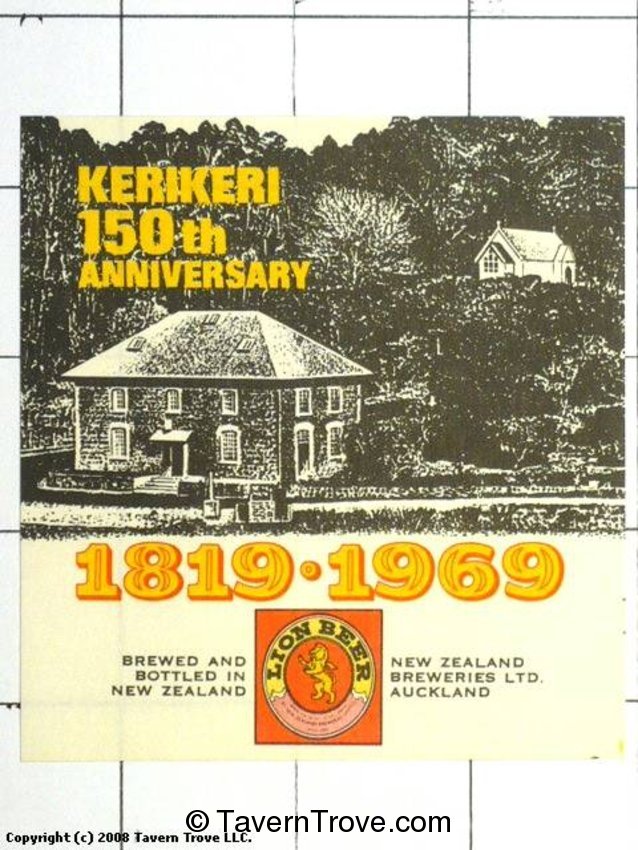 KERIKERI
150th
ANNIVERSARY
1819·1969
BREWED AND
BOTTLED IN
NEW ZEALAND
LION BEER
NEW ZEALAND
BREWERIES LTD.
AUCKLAND
© TavernTrove.com
Copyright (c) 2008 Tavern Trove LLC.